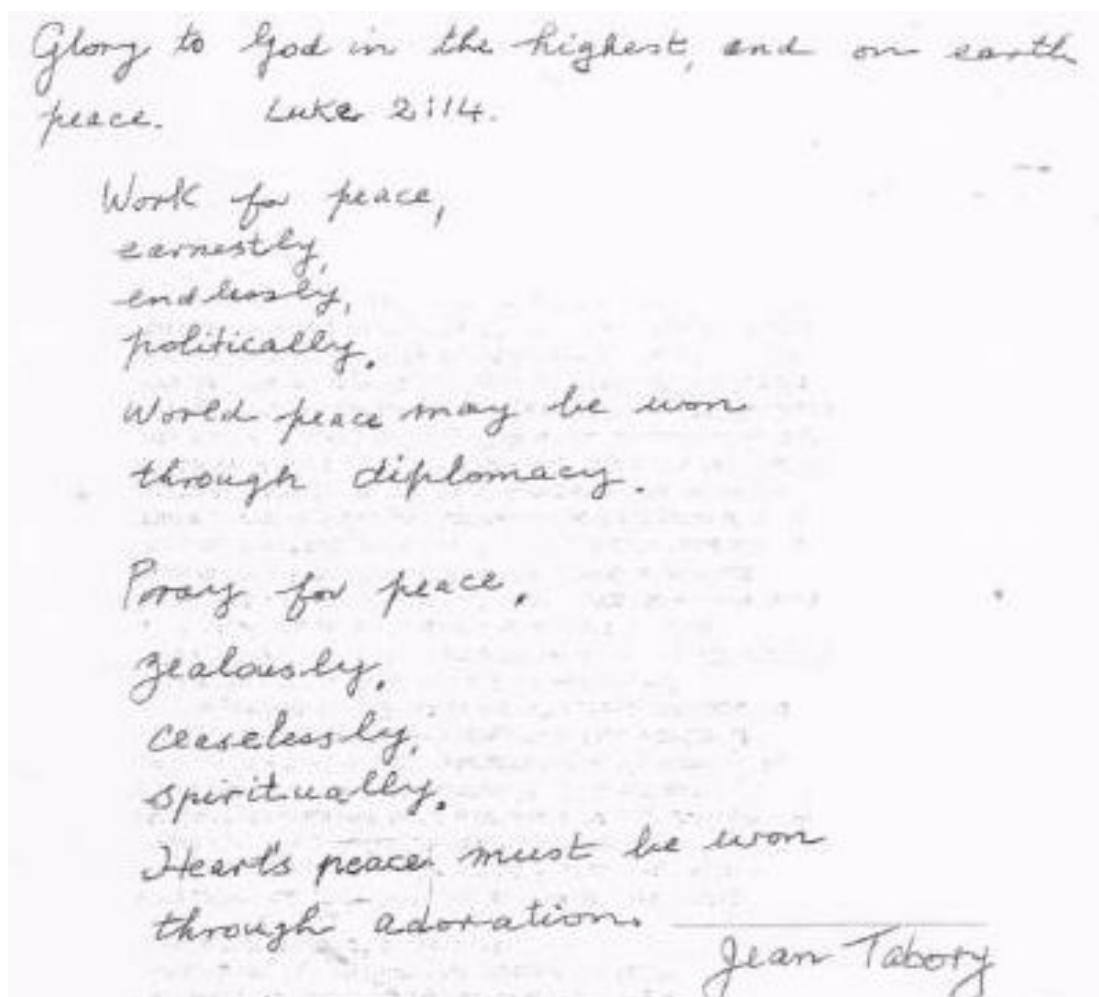 Glory to God in the highest, and on earth
peace. Luke 2:14.
Work for peace,
earnestly,
endlessly,
politically.
World peace may be won
through diplomacy.
Pray for peace,
zealously,
ceaselessly,
spiritually.
Heart's peace must be won
through adoration.
Jean Tabory